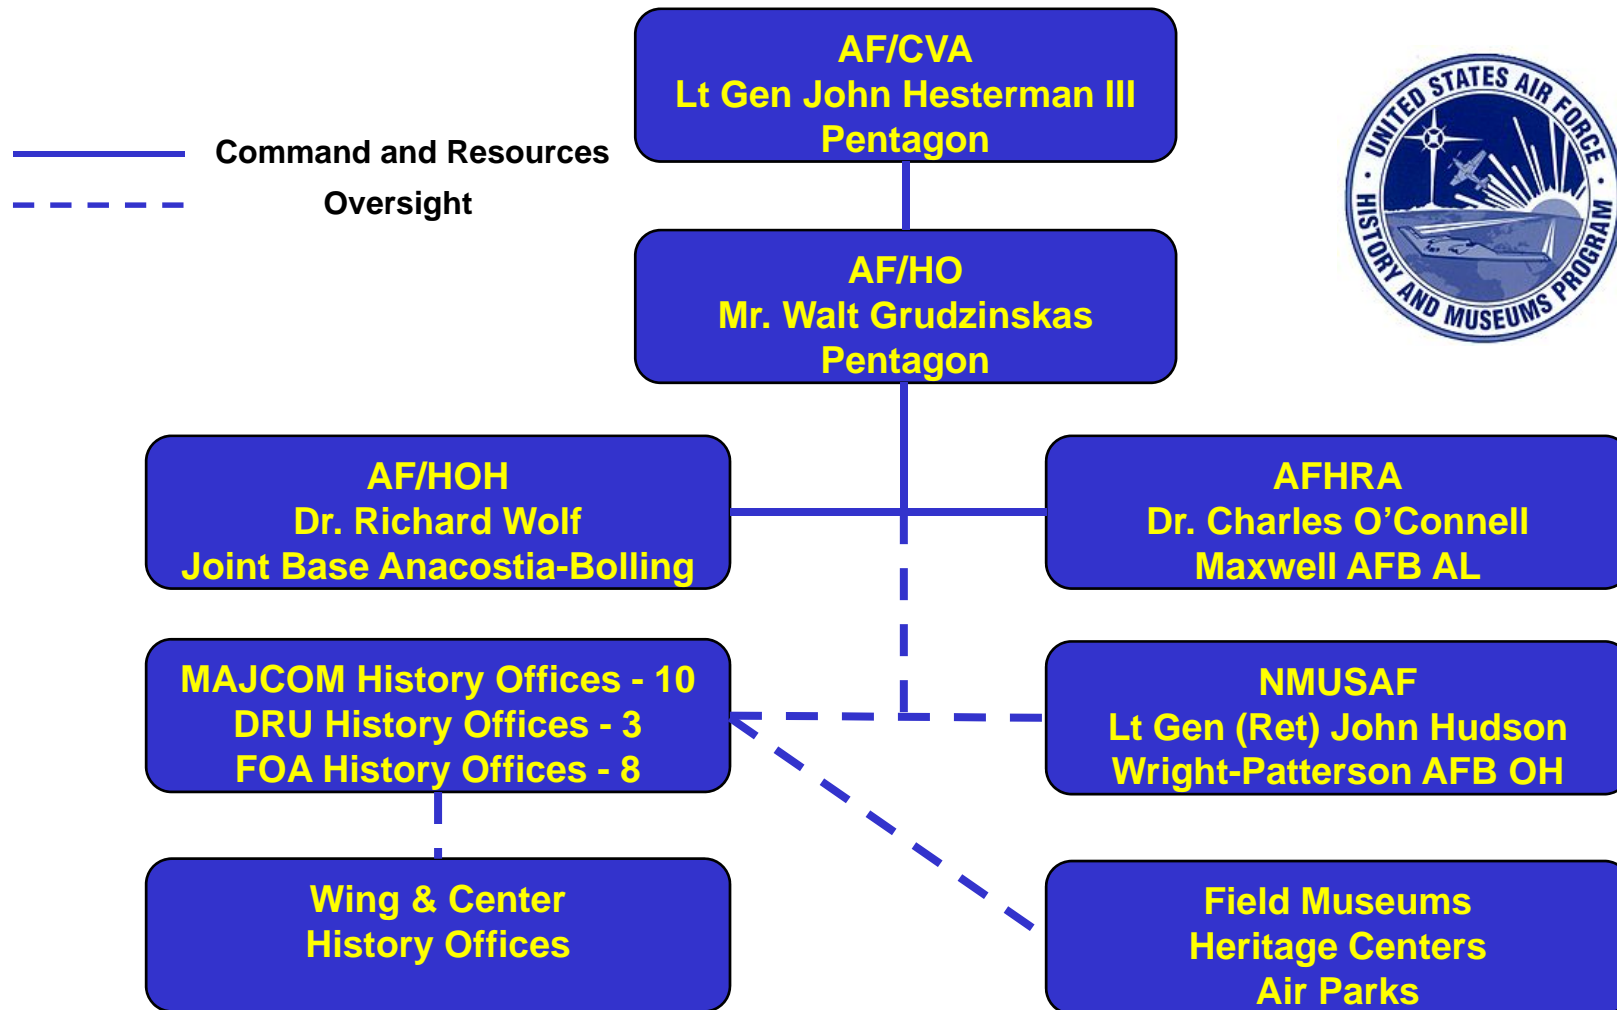 AF/CVA
Lt Gen John Hesterman III
Pentagon
Command and Resources
Oversight
UNITED STATES AIR FORCE
HISTORY AND MUSEUMS PROGRAM
AF/HO
Mr. Walt Grudzinskas
Pentagon
AF/HOH
Dr. Richard Wolf
Joint Base Anacostia-Bolling
AFHRA
Dr. Charles O’Connell
Maxwell AFB AL
MAJCOM History Offices - 10
DRU History Offices - 3
FOA History Offices - 8
NMUSAF
Lt Gen (Ret) John Hudson
Wright-Patterson AFB OH
Wing & Center
History Offices
Field Museums
Heritage Centers
Air Parks